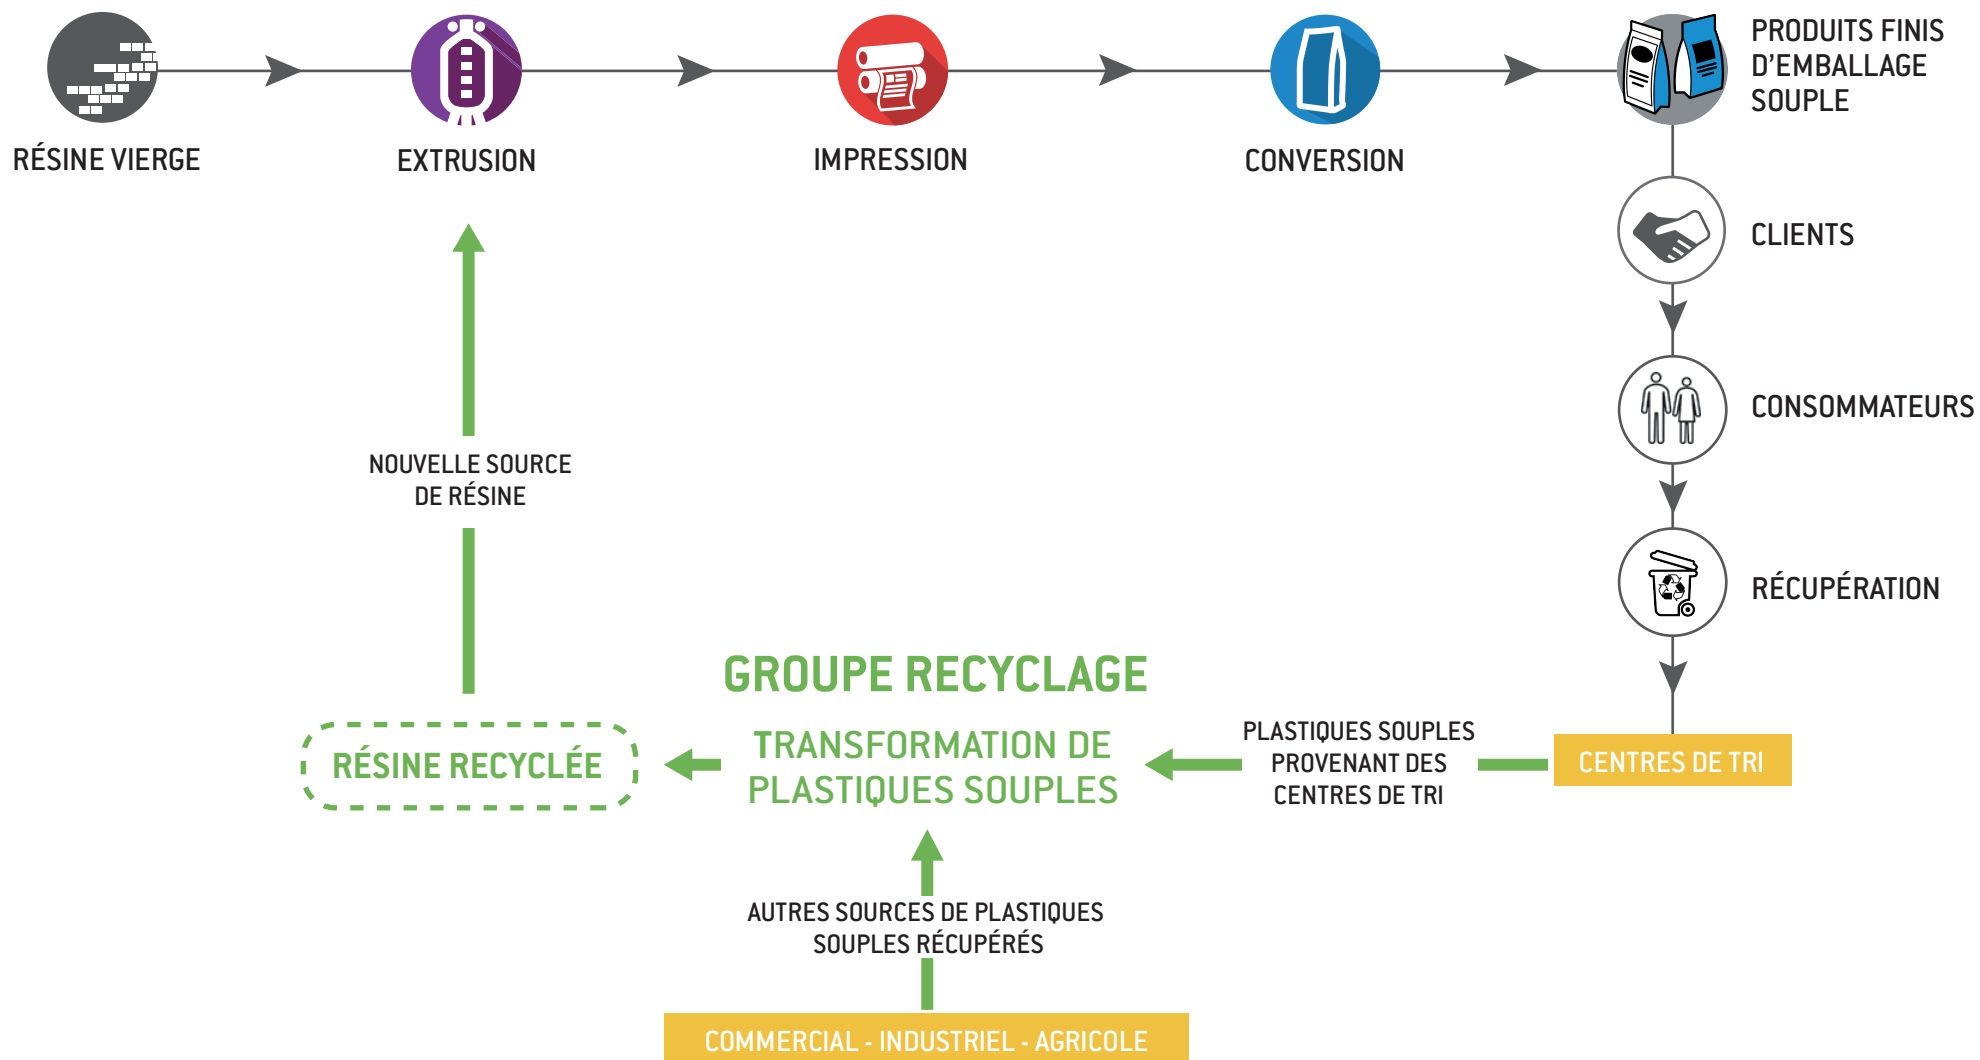 RÉSINE VIERGE
EXTRUSION
IMPRESSION
CONVERSION
PRODUITS FINIS
D'EMBALLAGE
SOUPLE
CLIENTS
CONSOMMATEURS
RÉCUPÉRATION
CENTRES DE TRI
PLASTIQUES SOUPLES
PROVENANT DES
CENTRES DE TRI
GROUPE RECYCLAGE
TRANSFORMATION DE
PLASTIQUES SOUPLES
AUTRES SOURCES DE PLASTIQUES
SOUPLES RÉCUPÉRÉS
COMMERCIAL - INDUSTRIEL - AGRICOLE
RÉSINE RECYCLÉE
NOUVELLE SOURCE
DE RÉSINE